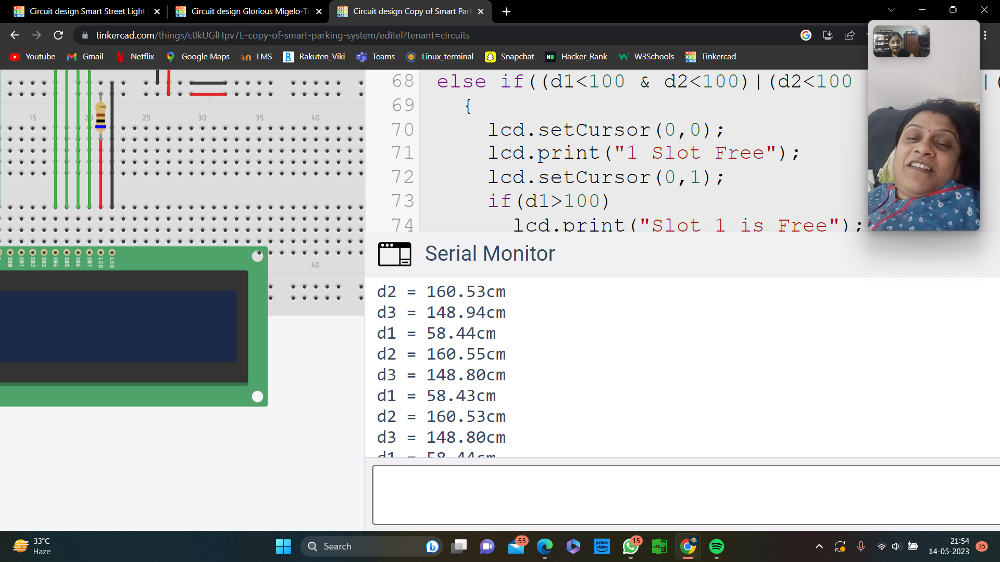 Circuit design Smart Street Light
Circuit design Glorious Migelo-Tu
Circuit design Copy of Smart Park
tinkercad.com/things/c0kUGlHpv7E-copy-of-smart-parking-system/editel?tenant=circuits
Youtube
Gmail
Netflix
Google Maps
LMS
Rakuten_Viki
Teams
Linux_terminal
Snapchat
Hacker_Rank
W3Schools
Tinkercad
15 20 25 30 35 40
68 else if((d1<100 & d2<100)|(d2<100 |(
69 {
70 lcd.setCursor(0,0);
71 lcd.print("1 Slot Free");
72 lcd.setCursor(0,1);
73 if(d1>100)
74 lcd.print("Slot 1 is Free");
DB0 DB1 DB2 DB3 DB4 DB5 DB6 DB7 LED LED
40
Serial Monitor
d2 = 160.53cm
d3 = 148.94cm
d1 = 58.44cm
d2 = 160.55cm
d3 = 148.80cm
d1 = 58.43cm
d2 = 160.53cm
d3 = 148.80cm
d1 = 58.44cm
33°C
Haze
Search
55
prime video
15
21:54
14-05-2023
35